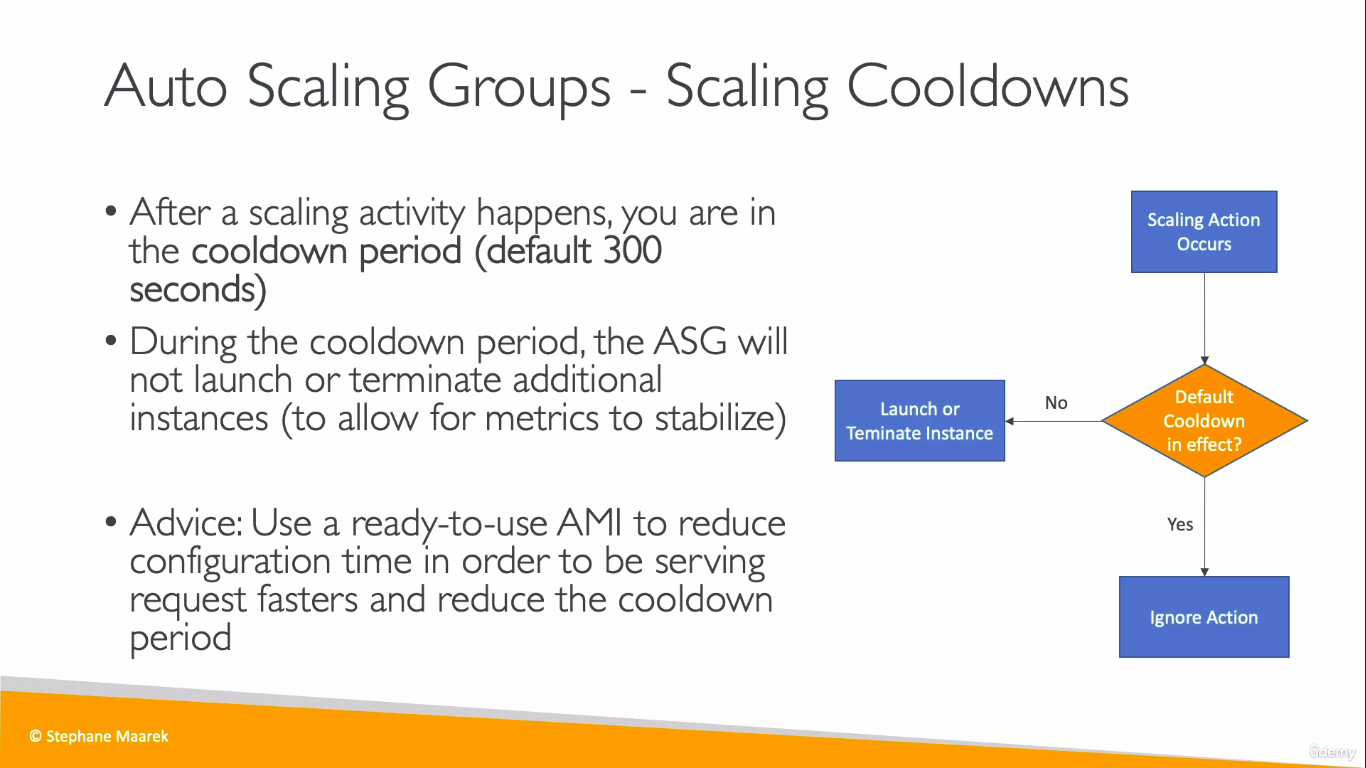 Auto Scaling Groups - Scaling Cooldowns
• After a scaling activity happens, you are in
the cooldown period (default 300
seconds)
• During the cooldown period, the ASG will
not launch or terminate additional
instances (to allow for metrics to stabilize)
• Advice: Use a ready-to-use AMI to reduce
configuration time in order to be serving
request fasters and reduce the cooldown
period
Scaling Action
Occurs
Default
Cooldown
in effect?
No
Launch or
Teminate Instance
Yes
Ignore Action
© Stephane Maarek
ûdemy